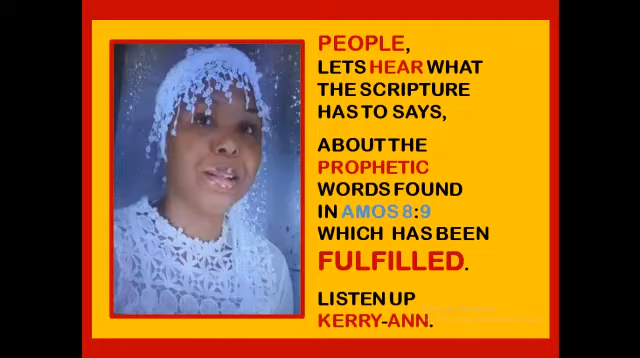 PEOPLE,
LETS HEAR WHAT
THE SCRIPTURE
HAS TO SAYS,
ABOUT THE
PROPHETIC
WORDS FOUND
IN AMOS 8:9
WHICH HAS BEEN
FULFILLED.
LISTEN UP
KERRY-ANN.